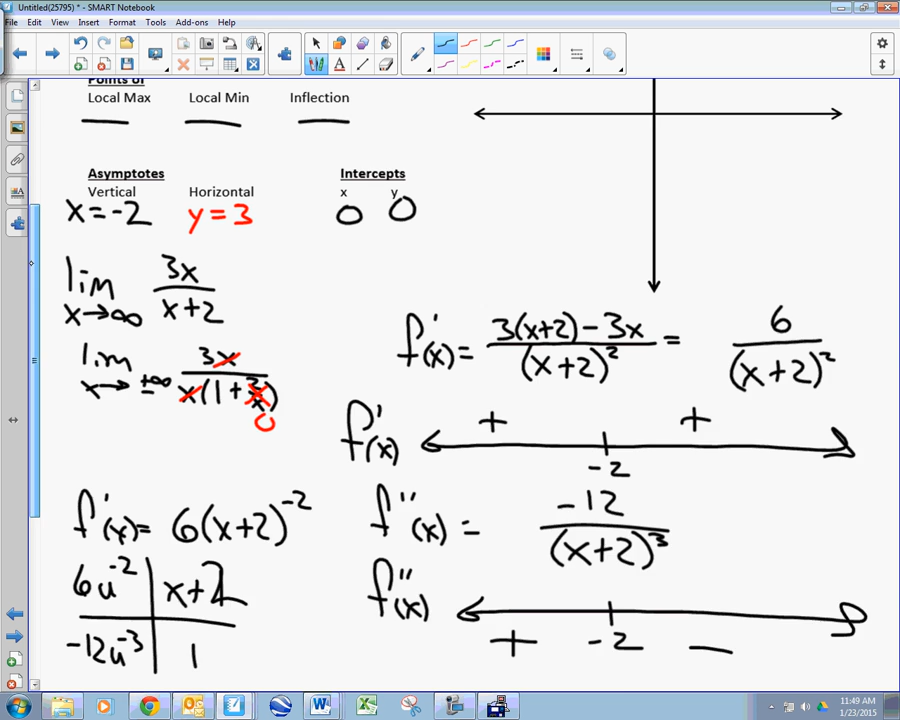 Untitled(25795) * - SMART Notebook
File Edit View Insert Format Tools Add-ons Help
Points of
Local Max Local Min Inflection
Asymptotes Intercepts
Vertical Horizontal x y
x = -2 y = 3 0 0
lim x→∞ 3x/(x+2)
lim x→±∞ 3x/(x(1+2/x))
0
f'(x) = (3(x+2) - 3x)/(x+2)² = 6/(x+2)²
f'(x) + +
-2
f'(x) = 6(x+2)⁻²
6u⁻² x+2
-12u⁻³ 1
f''(x) = -12/(x+2)³
f''(x)
+ -2 −
11:49 AM
1/23/2015